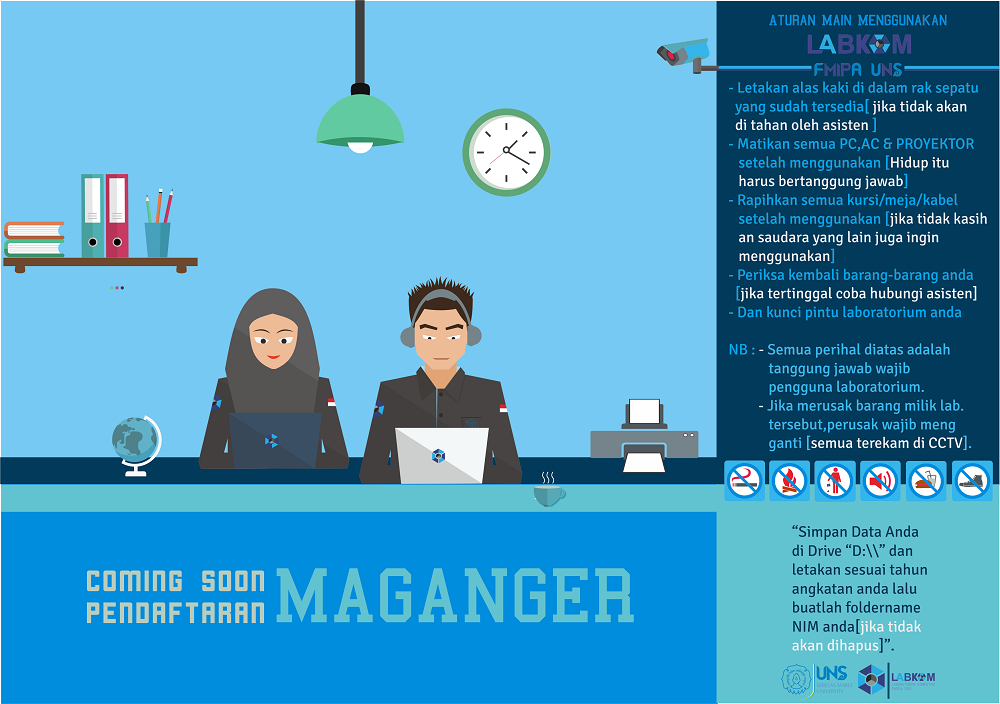 ATURAN MAIN MENGGUNAKAN
LABKOM
FMIPA UNS
- Letakan alas kaki di dalam rak sepatu
yang sudah tersedia[ jika tidak akan
di tahan oleh asisten ]
- Matikan semua PC,AC & PROYEKTOR
setelah menggunakan [Hidup itu
harus bertanggung jawab]
- Rapihkan semua kursi/meja/kabel
setelah menggunakan [jika tidak kasih
an saudara yang lain juga ingin
menggunakan]
- Periksa kembali barang-barang anda
[jika tertinggal coba hubungi asisten]
- Dan kunci pintu laboratorium anda
NB : - Semua perihal diatas adalah
tanggung jawab wajib
pengguna laboratorium.
- Jika merusak barang milik lab.
tersebut,perusak wajib meng
ganti [semua terekam di CCTV].
"Simpan Data Anda
di Drive "D:\\" dan
letakan sesuai tahun
angkatan anda lalu
buatlah foldername
NIM anda[jika tidak
akan dihapus]".
UNS
LABKOM
COMING SOON
PENDAFTARAN
MAGANGER